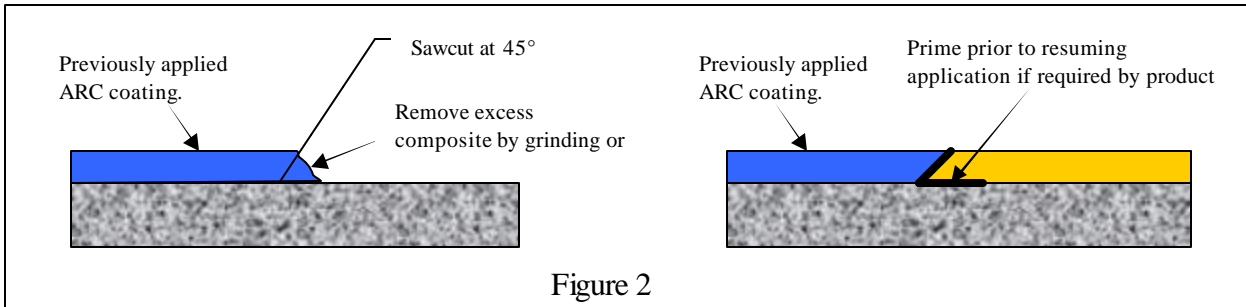 Previously applied
ARC coating.
Sawcut at 45°
Remove excess
composite by grinding or
Previously applied
ARC coating.
Prime prior to resuming
application if required by product
Figure 2